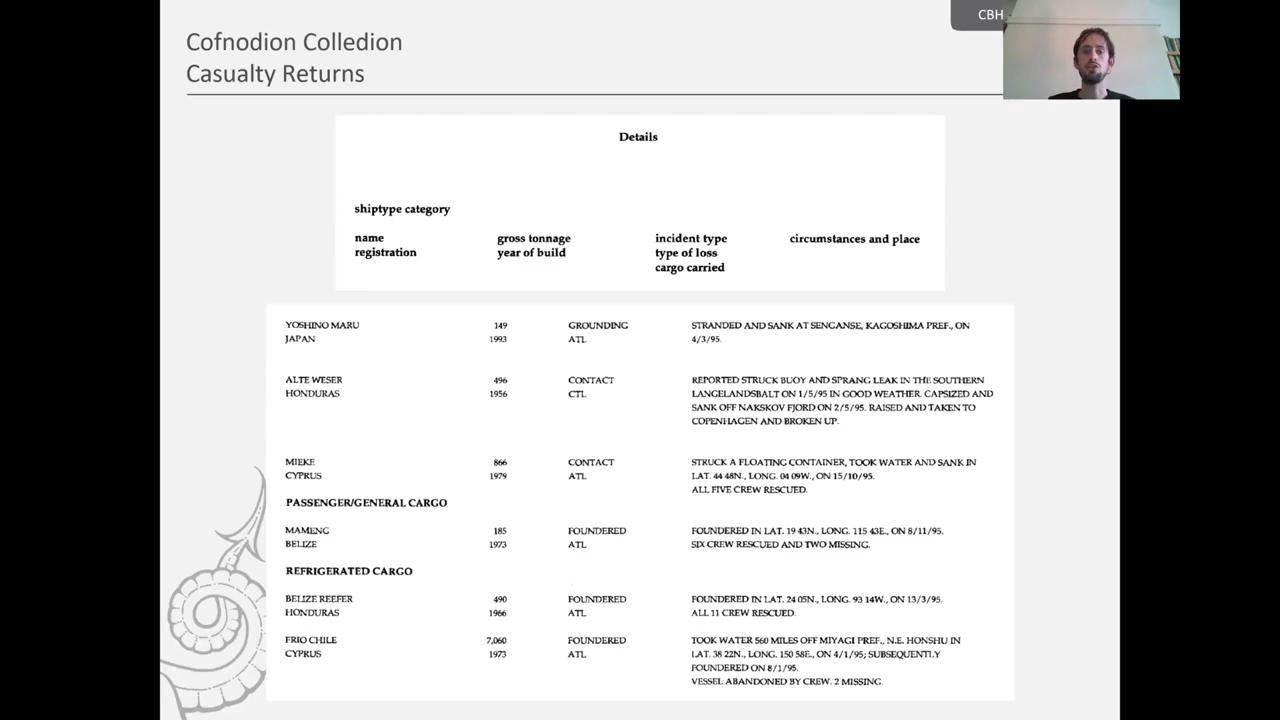 CBH
Cofnodion Colledion
Casualty Returns
Details
shiptype category
name gross tonnage incident type circumstances and place
registration year of build type of loss
cargo carried
YOSHINO MARU 149 GROUNDING STRANDED AND SANK AT SENGANSE, KAGOSHIMA PREF., ON
JAPAN 1993 ATL 4/3/95.
ALTE WESER 496 CONTACT REPORTED STRUCK BUOY AND SPRANG LEAK IN THE SOUTHERN
HONDURAS 1956 CTL LANGELANDSBALT ON 1/5/95 IN GOOD WEATHER. CAPSIZED AND
SANK OFF NAKSKOV FJORD ON 2/5/95. RAISED AND TAKEN TO
COPENHAGEN AND BROKEN UP.
MIEKE 866 CONTACT STRUCK A FLOATING CONTAINER, TOOK WATER AND SANK IN
CYPRUS 1979 ATL LAT. 44 48N., LONG. 04 09W., ON 15/10/95.
ALL FIVE CREW RESCUED.
PASSENGER/GENERAL CARGO
MAMENG 185 FOUNDERED FOUNDERED IN LAT. 19 43N., LONG. 115 43E., ON 8/11/95.
BELIZE 1973 ATL SIX CREW RESCUED AND TWO MISSING.
REFRIGERATED CARGO
BELIZE REEFER 490 FOUNDERED FOUNDERED IN LAT. 24 05N., LONG. 93 14W., ON 13/3/95.
HONDURAS 1966 ATL ALL 11 CREW RESCUED.
FRIO CHILE 7,060 FOUNDERED TOOK WATER 560 MILES OFF MIYAGI PREF., N.E. HONSHU IN
CYPRUS 1973 ATL LAT. 38 22N., LONG. 150 58E., ON 4/1/95; SUBSEQUENTLY
FOUNDERED ON 8/1/95.
VESSEL ABANDONED BY CREW. 2 MISSING.